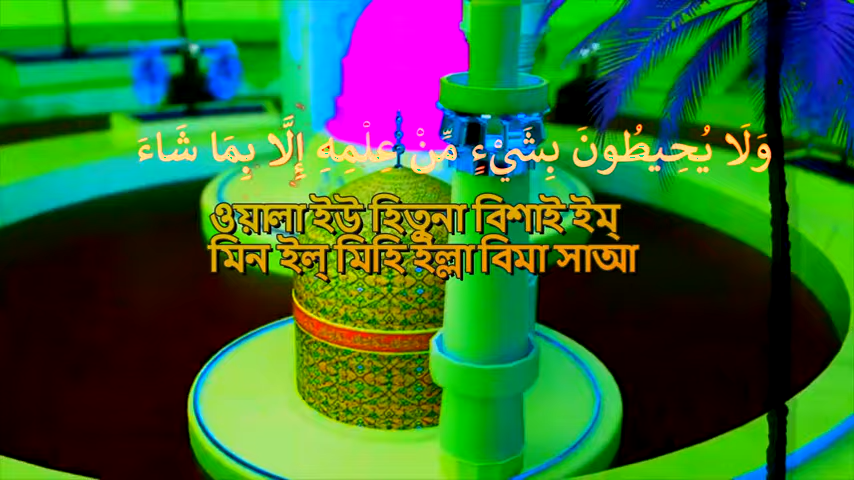 وَلَا يُحِيطُونَ بِشَيْءٍ مِّنْ عِلْمِهِ إِلَّا بِمَا شَاءَ
ওয়ালা ইউ হিতুনা বিশাই ইম্
মিন ইল্ মিহি ইল্লা বিমা সাআ